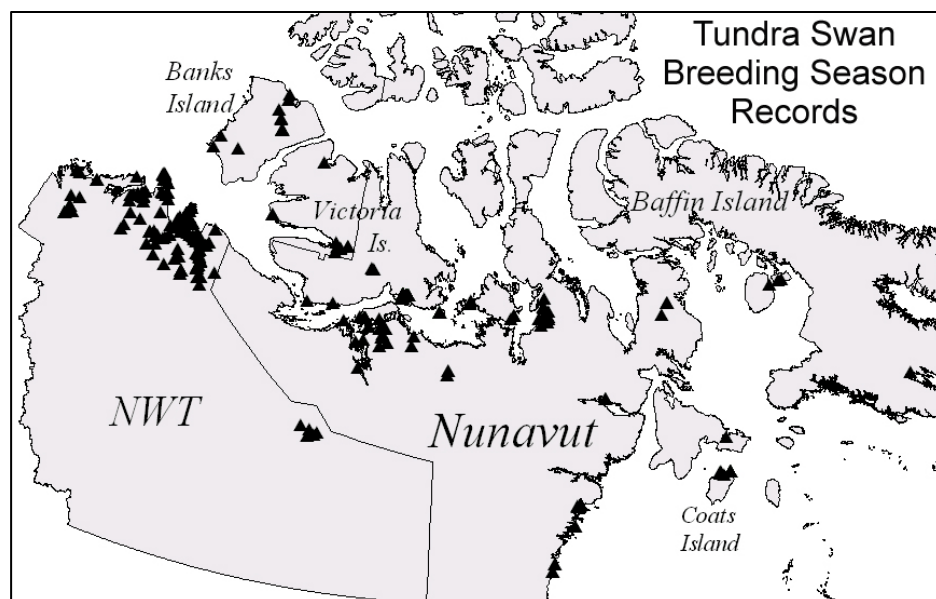 Tundra Swan
Breeding Season
Records
Banks
Island
Victoria
Is.
Baffin Island
NWT
Nunavut
Coats
Island